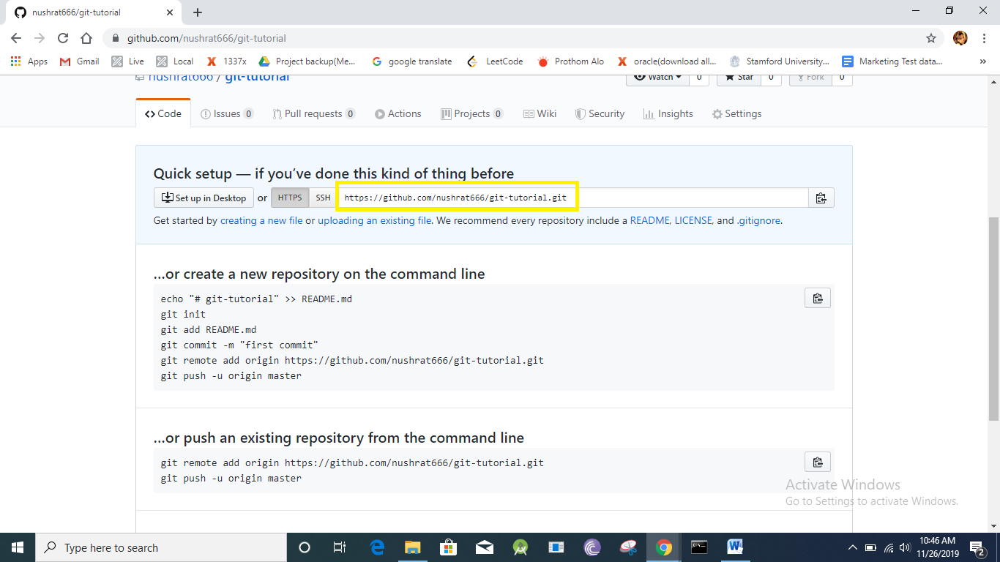 nushrat666/git-tutorial
github.com/nushrat666/git-tutorial
Apps Gmail Live Local 1337x Project backup(Me... google translate LeetCode Prothom Alo oracle(download all... Stamford University... Marketing Test data... »
nushrat666 / git-tutorial Watch 0 Star 0 Fork 0
Code Issues 0 Pull requests 0 Actions Projects 0 Wiki Security Insights Settings
Quick setup — if you’ve done this kind of thing before
Set up in Desktop or HTTPS SSH https://github.com/nushrat666/git-tutorial.git
Get started by creating a new file or uploading an existing file. We recommend every repository include a README, LICENSE, and .gitignore.
…or create a new repository on the command line
echo "# git-tutorial" >> README.md
git init
git add README.md
git commit -m "first commit"
git remote add origin https://github.com/nushrat666/git-tutorial.git
git push -u origin master
…or push an existing repository from the command line
git remote add origin https://github.com/nushrat666/git-tutorial.git
git push -u origin master
Activate Windows
Go to Settings to activate Windows.
Type here to search
10:46 AM
11/26/2019
2